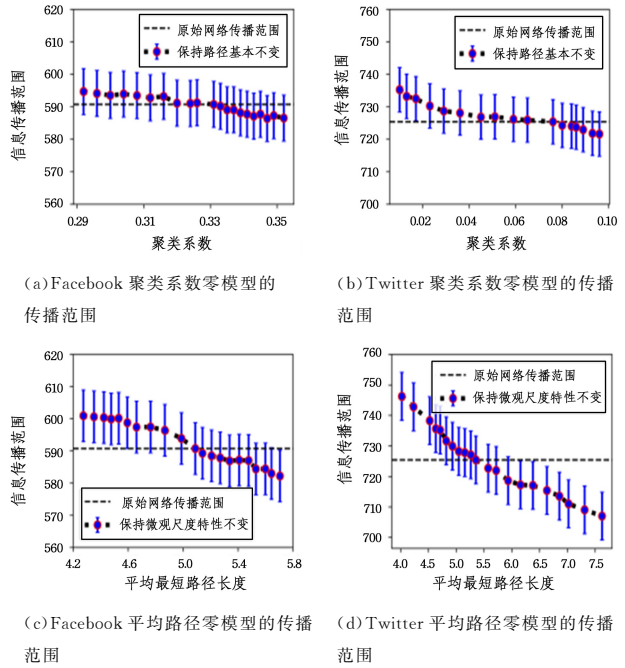 620
610
600
590
580
570
560
信息传播范围
原始网络传播范围
保持路径基本不变
0.29 0.31 0.33 0.35
聚类系数
(a)Facebook 聚类系数零模型的
传播范围
760
740
730
720
710
700
信息传播范围
原始网络传播范围
保持路径基本不变
0.02 0.04 0.06 0.08 0.10
聚类系数
(b)Twitter 聚类系数零模型的传播
范围
620
610
600
590
580
560
信息传播范围
原始网络传播范围
保持微观尺度特性不变
4.2 4.6 5.0 5.4 5.8
平均最短路径长度
(c)Facebook 平均路径零模型的传播
范围
760
750
740
730
720
710
700
信息传播范围
原始网络传播范围
保持微观尺度特性不变
4.0 4.5 5.0 5.5 6.0 6.5 7.0 7.5
平均最短路径长度
(d)Twitter 平均路径零模型的传播
范围